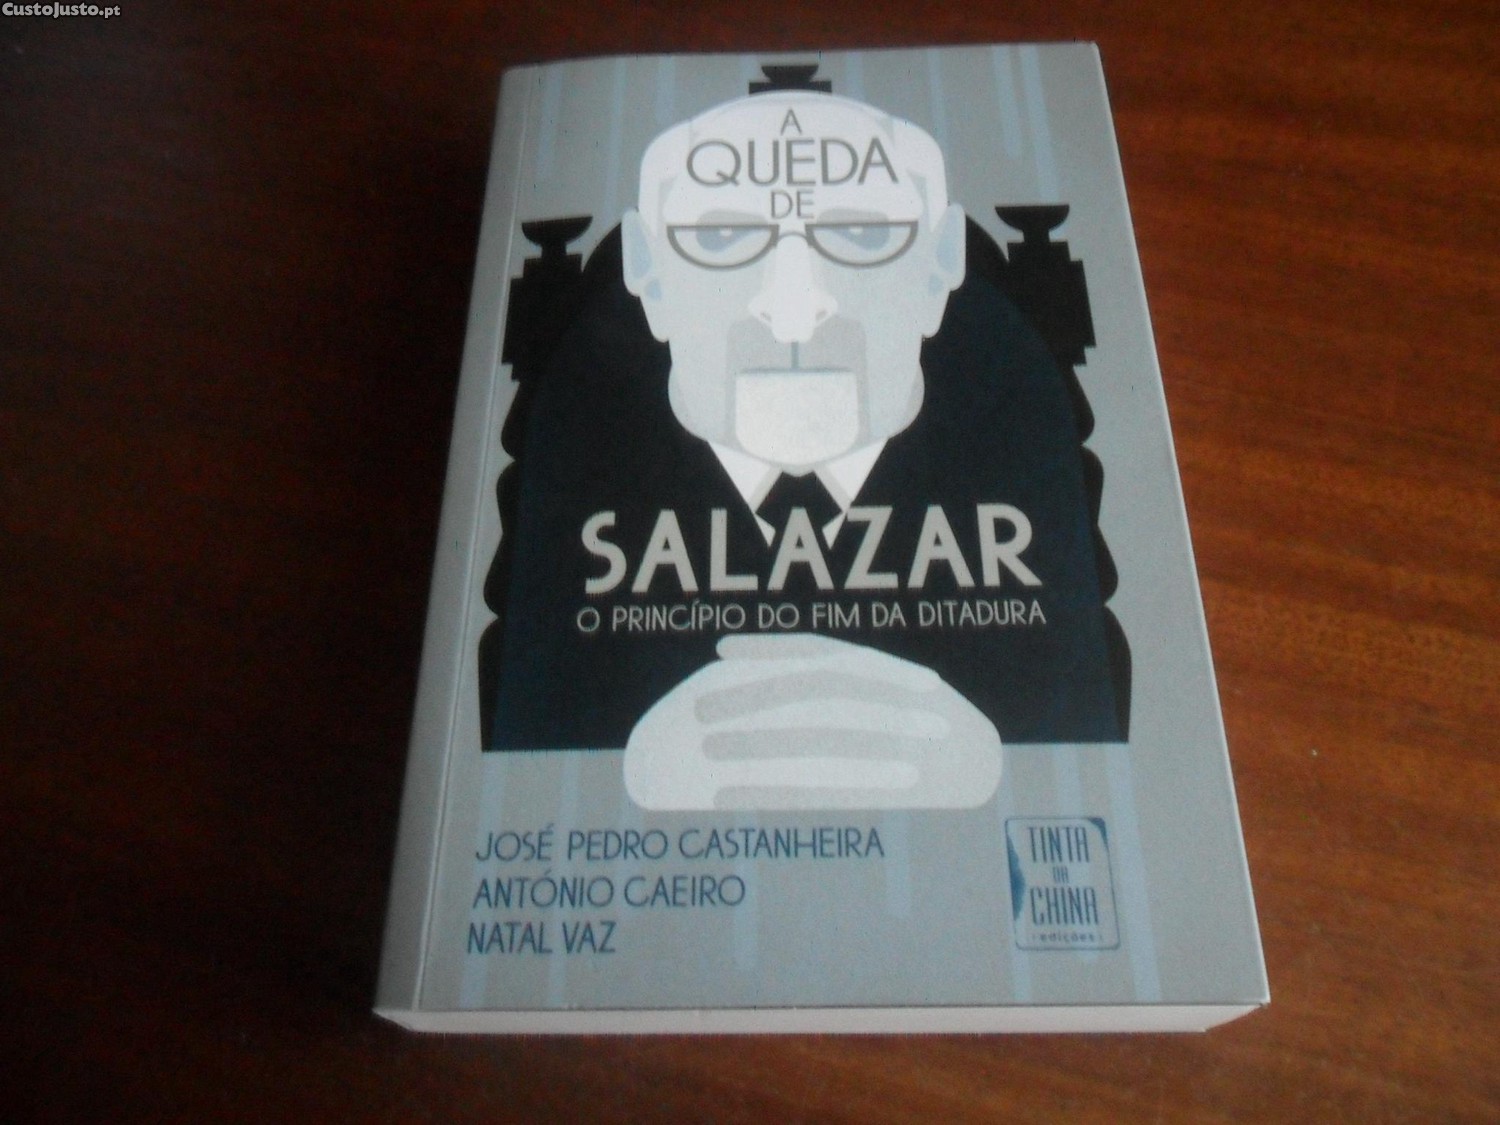 CustoJusto.pt
A
QUEDA
DE
SALAZAR
O PRINCÍPIO DO FIM DA DITADURA
JOSÉ PEDRO CASTANHEIRA
ANTÓNIO CAEIRO
NATAL VAZ
TINTA
DA
CHINA
edições